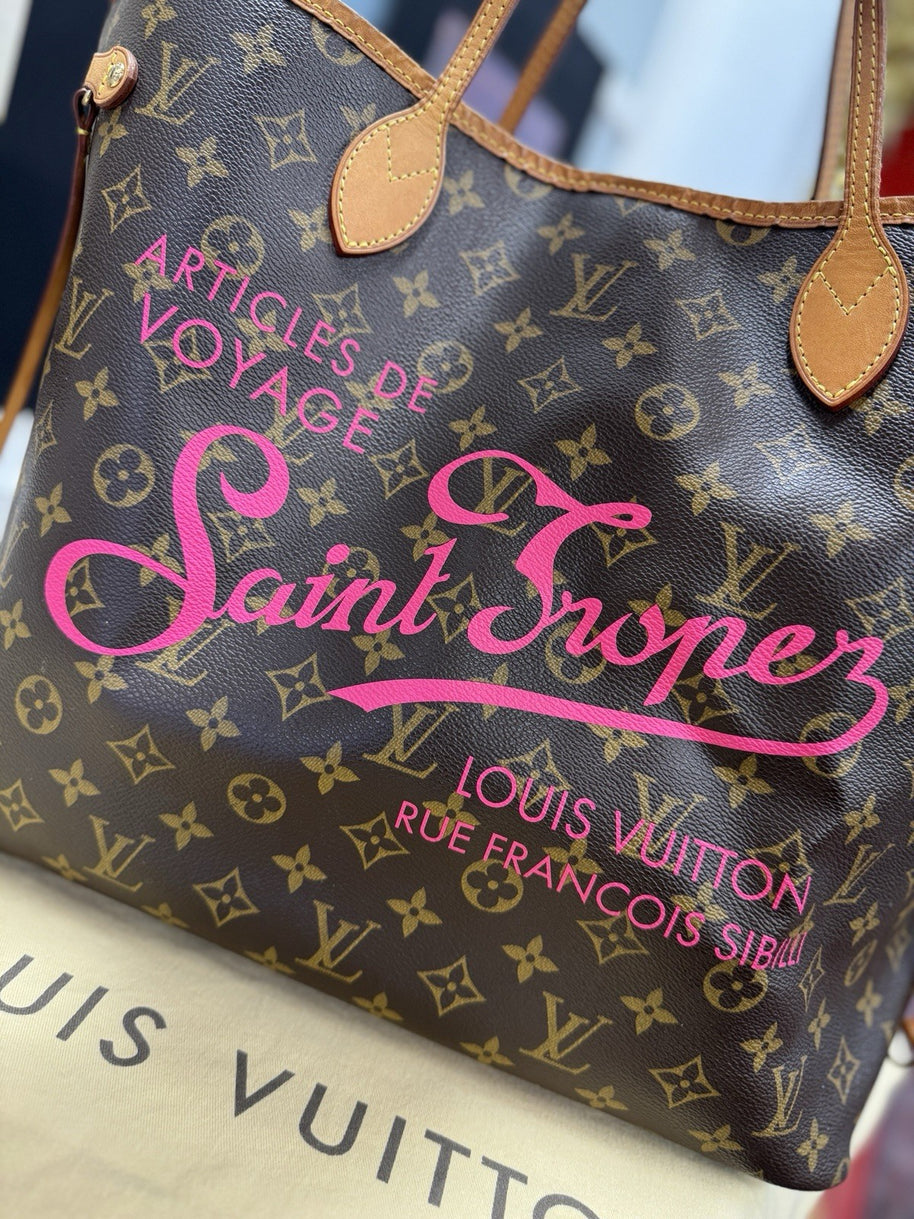 ARTICLES DE
VOYAGE
Saint Tropez
LOUIS VUITTON
RUE FRANCOIS SIBILLI
UIS VUITTO